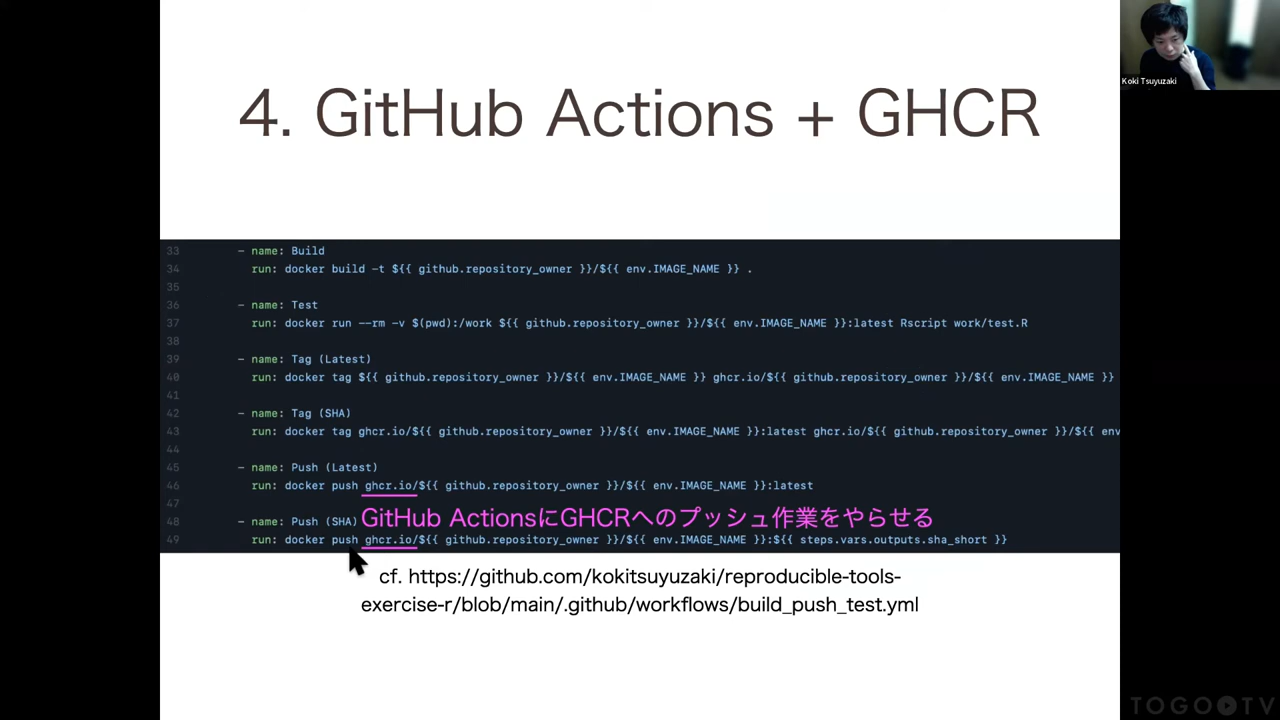 Koki Tsuyuzaki
4. GitHub Actions + GHCR
33 - name: Build
34 run: docker build -t ${{ github.repository_owner }}/${{ env.IMAGE_NAME }} .
35
36 - name: Test
37 run: docker run --rm -v $(pwd):/work ${{ github.repository_owner }}/${{ env.IMAGE_NAME }}:latest Rscript work/test.R
38
39 - name: Tag (Latest)
40 run: docker tag ${{ github.repository_owner }}/${{ env.IMAGE_NAME }} ghcr.io/${{ github.repository_owner }}/${{ env.IMAGE_NAME }}
41
42 - name: Tag (SHA)
43 run: docker tag ghcr.io/${{ github.repository_owner }}/${{ env.IMAGE_NAME }}:latest ghcr.io/${{ github.repository_owner }}/${{ env
44
45 - name: Push (Latest)
46 run: docker push ghcr.io/${{ github.repository_owner }}/${{ env.IMAGE_NAME }}:latest
47
48 - name: Push (SHA)
GitHub ActionsにGHCRへのプッシュ作業をやらせる
49 run: docker push ghcr.io/${{ github.repository_owner }}/${{ env.IMAGE_NAME }}:${{ steps.vars.outputs.sha_short }}
cf. https://github.com/kokitsuyuzaki/reproducible-tools-
exercise-r/blob/main/.github/workflows/build_push_test.yml
TOGO TV